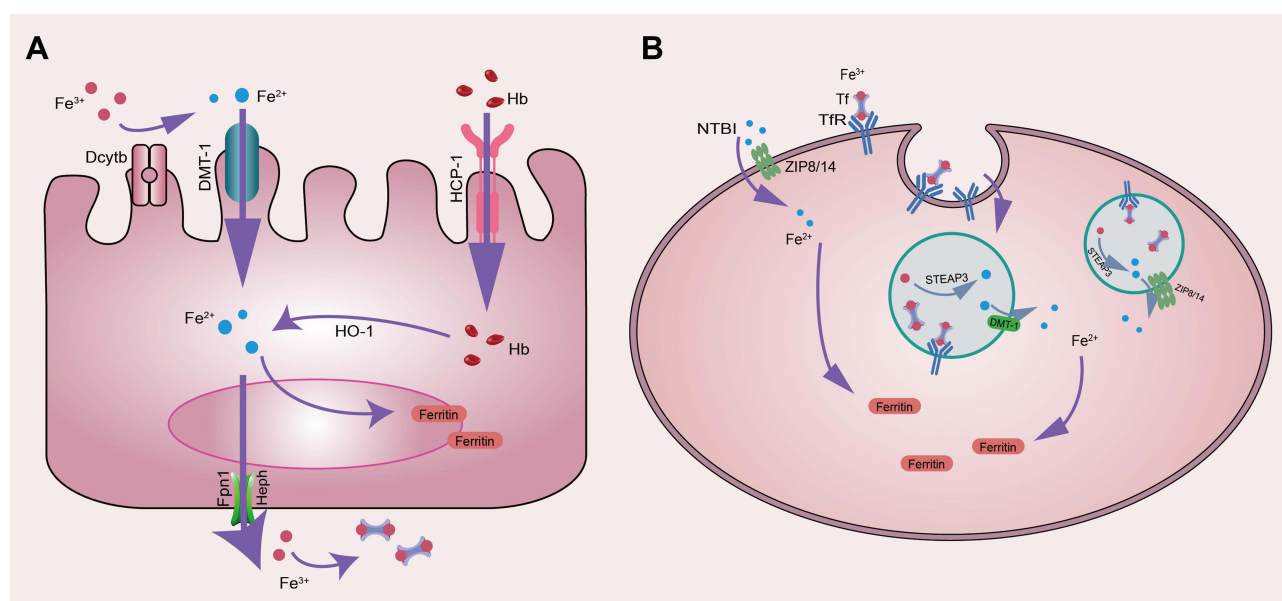 A
Fe³⁺
Fe²⁺
Hb
Dcytb
DMT-1
HCP-1
Fe²⁺
HO-1
Hb
Ferritin
Ferritin
Fpn1
Heph
Fe³⁺
B
Fe³⁺
Tf
TfR
NTBI
ZIP8/14
Fe²⁺
STEAP3
DMT-1
Fe²⁺
STEAP3
ZIP8/14
Ferritin
Ferritin
Ferritin